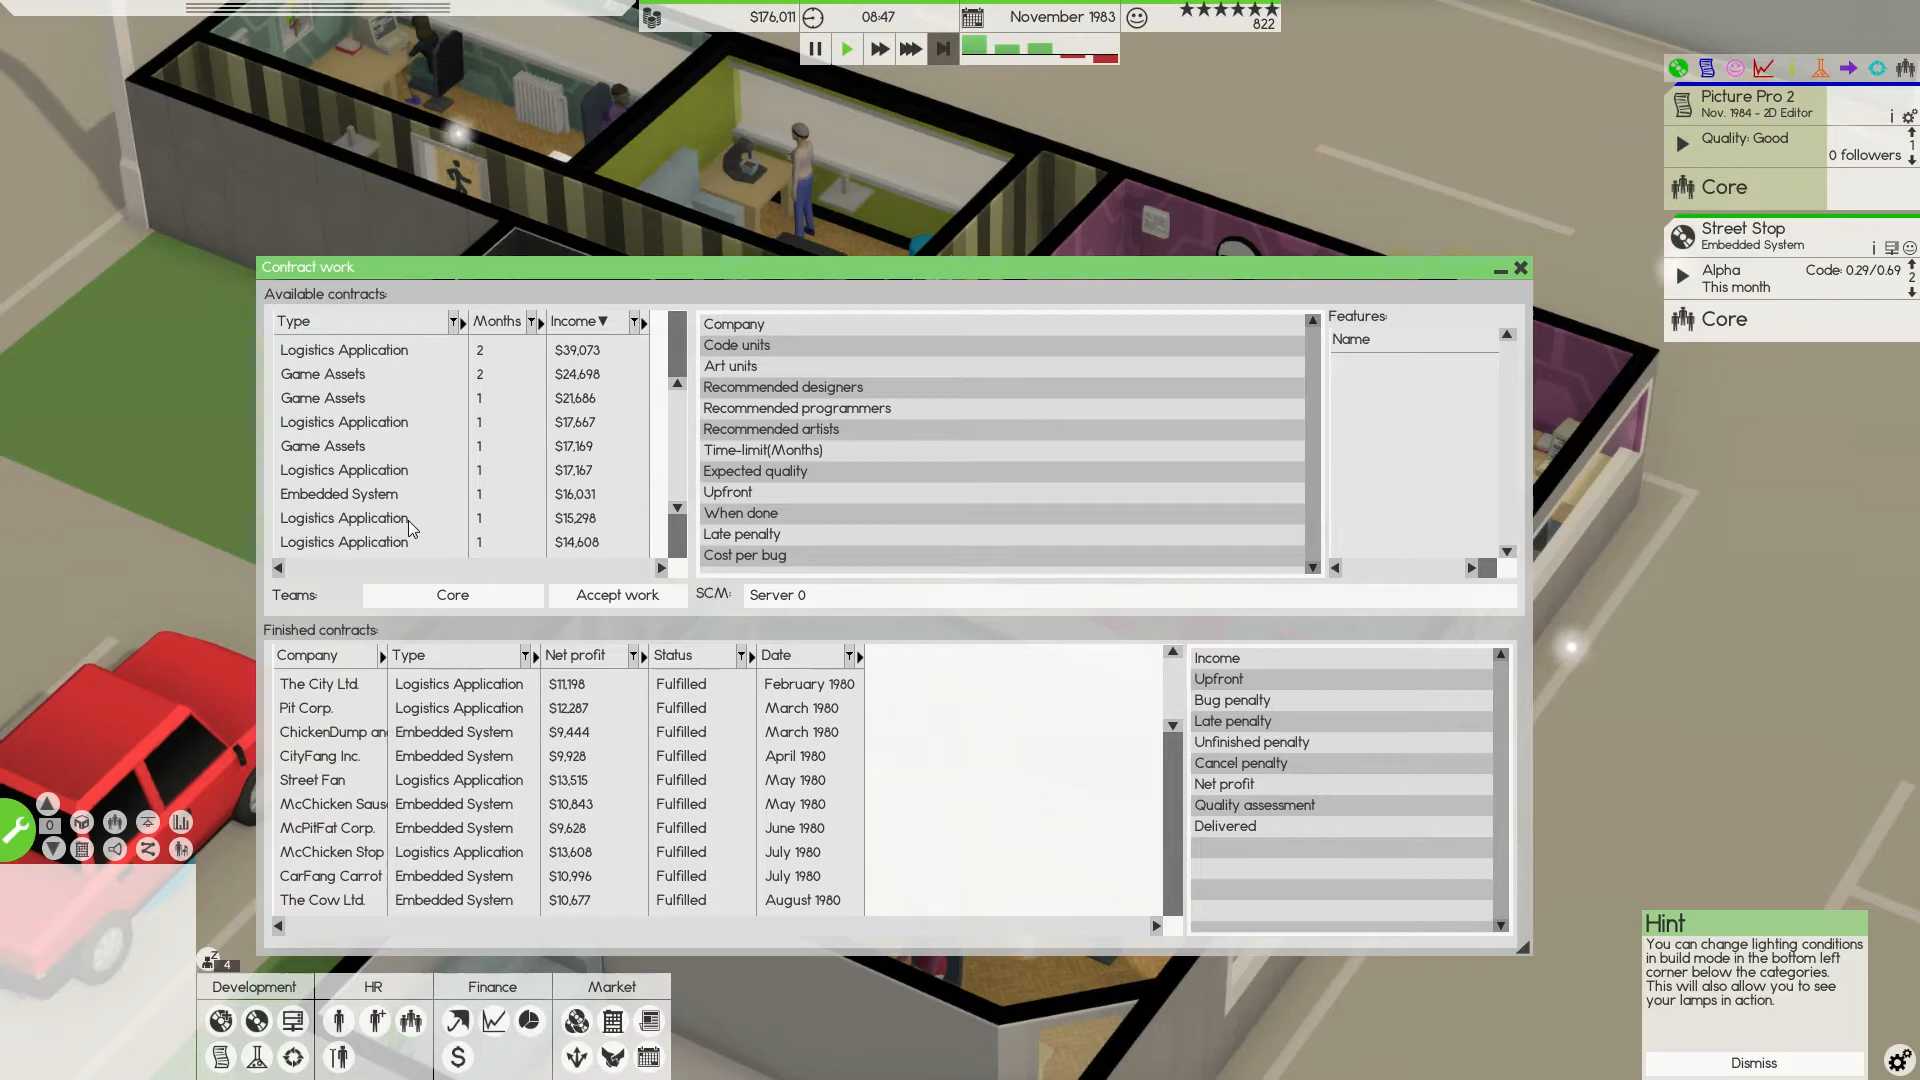 $176,011
08:47
November 1983
822
Picture Pro 2
Nov. 1984 - 2D Editor
Quality: Good
1
0 followers
Core
Street Stop
Embedded System
Alpha
This month
Code: 0.29/0.69
2
Core
Contract work
Available contracts:
Type Months Income
Logistics Application 2 $39,073
Game Assets 2 $24,698
Game Assets 1 $21,686
Logistics Application 1 $17,667
Game Assets 1 $17,169
Logistics Application 1 $17,167
Embedded System 1 $16,031
Logistics Application 1 $15,298
Logistics Application 1 $14,608
Company
Code units
Art units
Recommended designers
Recommended programmers
Recommended artists
Time-limit(Months)
Expected quality
Upfront
When done
Late penalty
Cost per bug
Features:
Name
Teams: Core Accept work SCM: Server 0
Finished contracts:
Company Type Net profit Status Date
The City Ltd. Logistics Application $11,198 Fulfilled February 1980
Pit Corp. Logistics Application $12,287 Fulfilled March 1980
ChickenDump an Embedded System $9,444 Fulfilled March 1980
CityFang Inc. Embedded System $9,928 Fulfilled April 1980
Street Fan Logistics Application $13,515 Fulfilled May 1980
McChicken Saus Embedded System $10,843 Fulfilled May 1980
McPitFat Corp. Embedded System $9,628 Fulfilled June 1980
McChicken Stop Logistics Application $13,608 Fulfilled July 1980
CarFang Carrot Embedded System $10,996 Fulfilled July 1980
The Cow Ltd. Embedded System $10,677 Fulfilled August 1980
Income
Upfront
Bug penalty
Late penalty
Unfinished penalty
Cancel penalty
Net profit
Quality assessment
Delivered
0
4
Development HR Finance Market
Hint
You can change lighting conditions
in build mode in the bottom left
corner below the categories.
This will also allow you to see
your lamps in action.
Dismiss